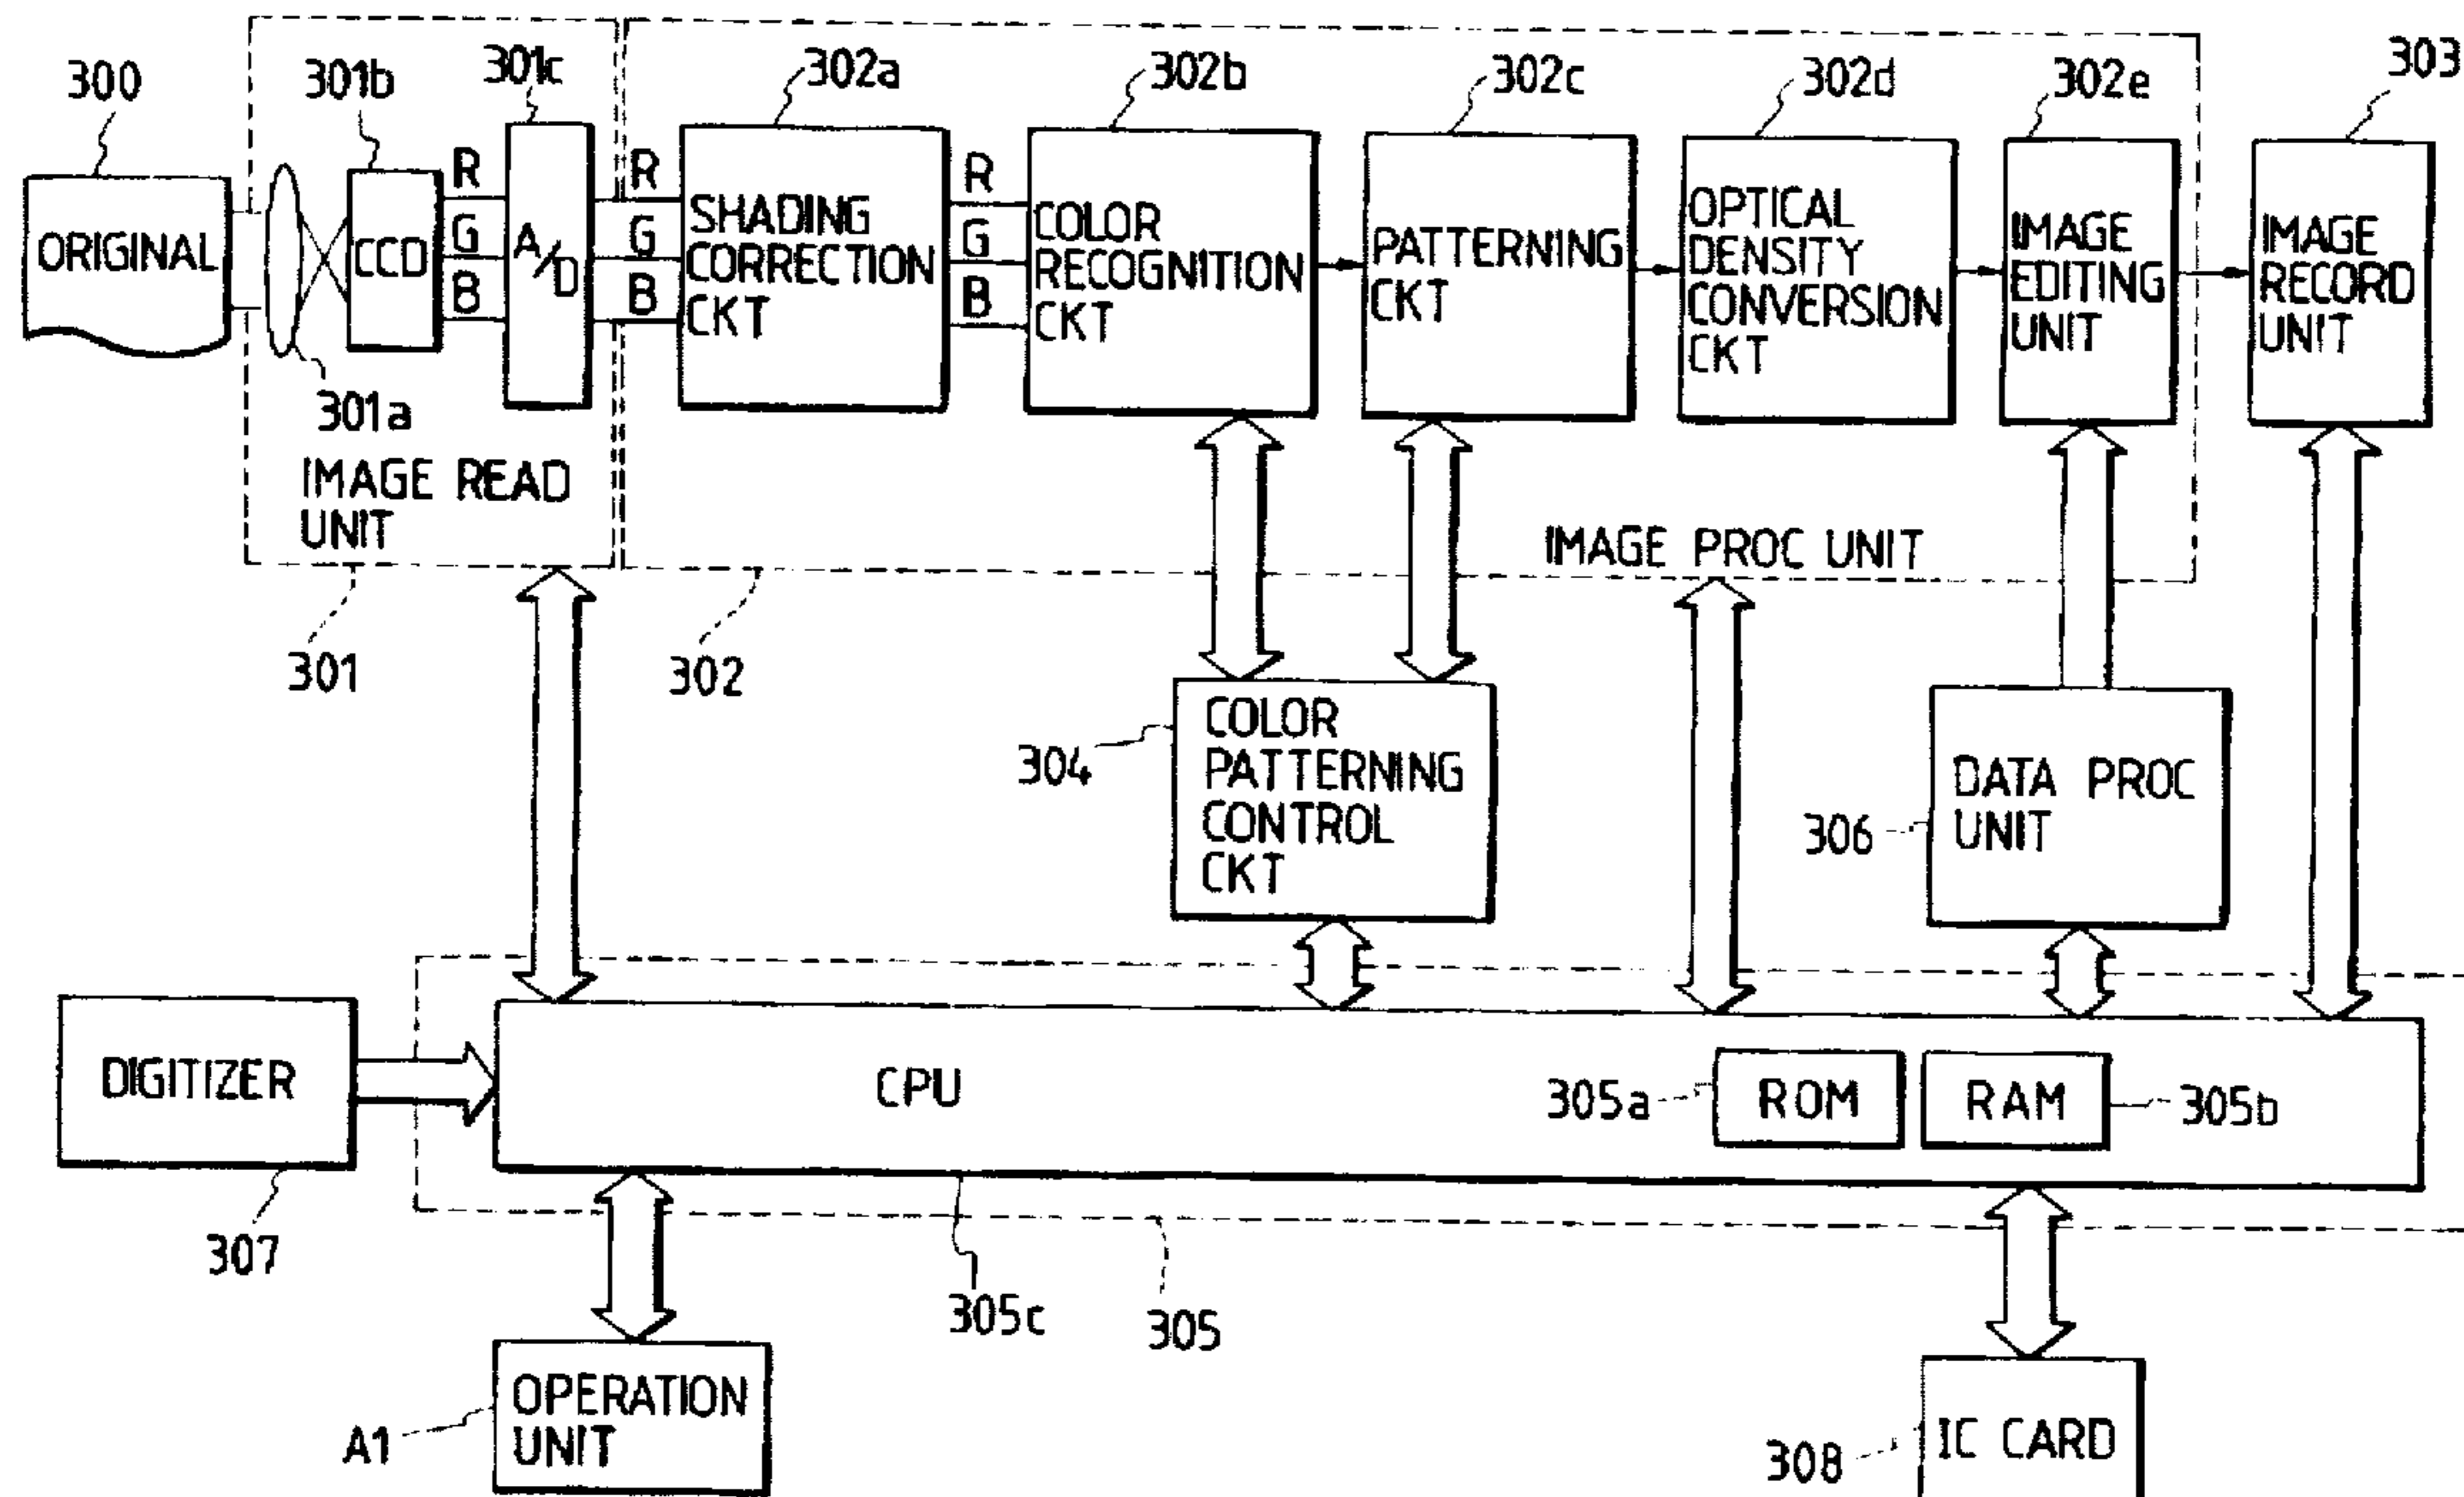 300
301b
301c
302a
302b
302c
302d
302e
303
ORIGINAL
CCD
R
G
B
A/D
R
G
B
SHADING
CORRECTION
CKT
R
G
B
COLOR
RECOGNITION
CKT
PATTERNING
CKT
OPTICAL
DENSITY
CONVERSION
CKT
IMAGE
EDITING
UNIT
IMAGE
RECORD
UNIT
301a
IMAGE READ
UNIT
IMAGE PROC UNIT
301
302
304
COLOR
PATTERNING
CONTROL
CKT
306
DATA PROC
UNIT
DIGITIZER
CPU
305a
ROM
RAM
305b
307
305c
305
A1
OPERATION
UNIT
308
IC CARD